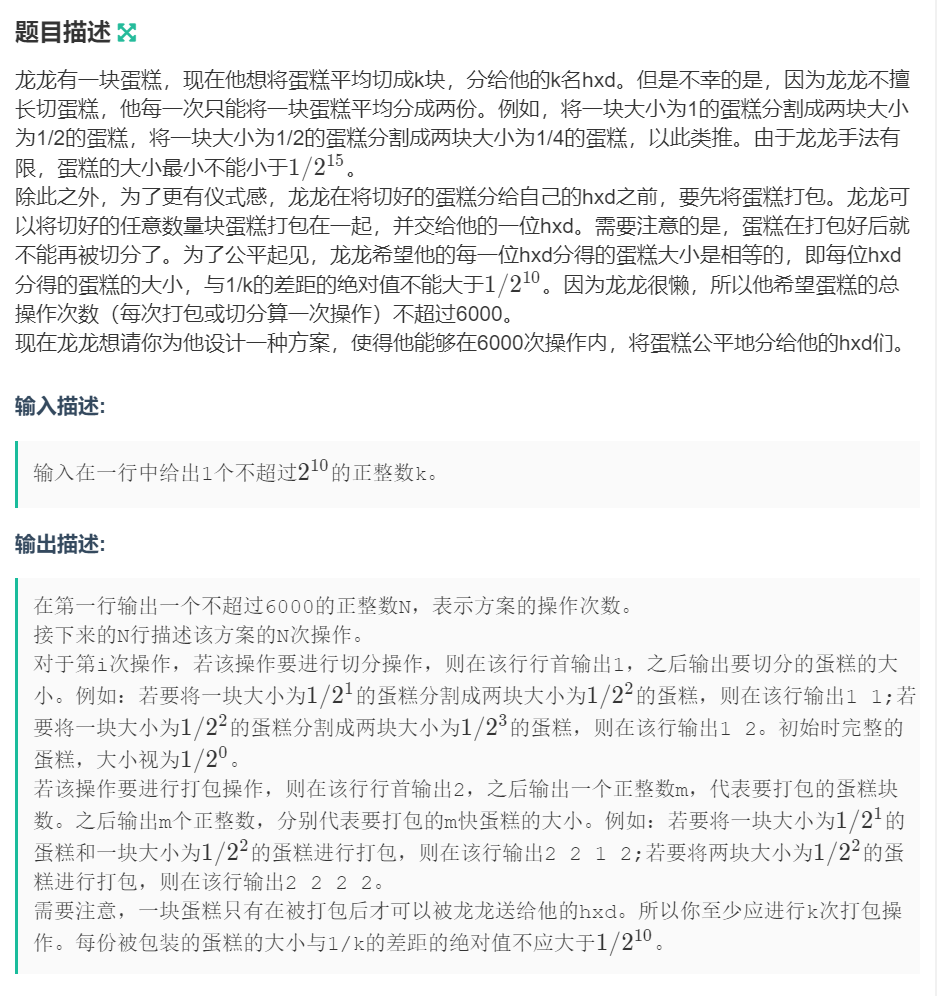 题目描述
龙龙有一块蛋糕，现在他想将蛋糕平均切成k块，分给他的k名hxd。但是不幸的是，因为龙龙不擅
长切蛋糕，他每一次只能将一块蛋糕平均分成两份。例如，将一块大小为1的蛋糕分割成两块大小
为1/2的蛋糕，将一块大小为1/2的蛋糕分割成两块大小为1/4的蛋糕，以此类推。由于龙龙手法有
限，蛋糕的大小最小不能小于1/2^15。
除此之外，为了更有仪式感，龙龙在将切好的蛋糕分给自己的hxd之前，要先将蛋糕打包。龙龙可
以将切好的任意数量块蛋糕打包在一起，并交给他的一位hxd。需要注意的是，蛋糕在打包好后就
不能再被切分了。为了公平起见，龙龙希望他的每一位hxd分得的蛋糕大小是相等的，即每位hxd
分得的蛋糕的大小，与1/k的差距的绝对值不能大于1/2^10。因为龙龙很懒，所以他希望蛋糕的总
操作次数（每次打包或切分算一次操作）不超过6000。
现在龙龙想请你为他设计一种方案，使得他能够在6000次操作内，将蛋糕公平地分给他的hxd们。
输入描述:
输入在一行中给出1个不超过2^10的正整数k。
输出描述:
在第一行输出一个不超过6000的正整数N，表示方案的操作次数。
接下来的N行描述该方案的N次操作。
对于第i次操作，若该操作要进行切分操作，则在该行行首输出1，之后输出要切分的蛋糕的大
小。例如：若要将一块大小为1/2^1的蛋糕分割成两块大小为1/2^2的蛋糕，则在该行输出1 1;若
要将一块大小为1/2^2的蛋糕分割成两块大小为1/2^3的蛋糕，则在该行输出1 2。初始时完整的
蛋糕，大小视为1/2^0。
若该操作要进行打包操作，则在该行行首输出2，之后输出一个正整数m，代表要打包的蛋糕块
数。之后输出m个正整数，分别代表要打包的m快蛋糕的大小。例如：若要将一块大小为1/2^1的
蛋糕和一块大小为1/2^2的蛋糕进行打包，则在该行输出2 2 1 2;若要将两块大小为1/2^2的蛋
糕进行打包，则在该行输出2 2 2 2。
需要注意，一块蛋糕只有在被打包后才可以被龙龙送给他的hxd。所以你至少应进行k次打包操
作。每份被包装的蛋糕的大小与1/k的差距的绝对值不应大于1/2^10。